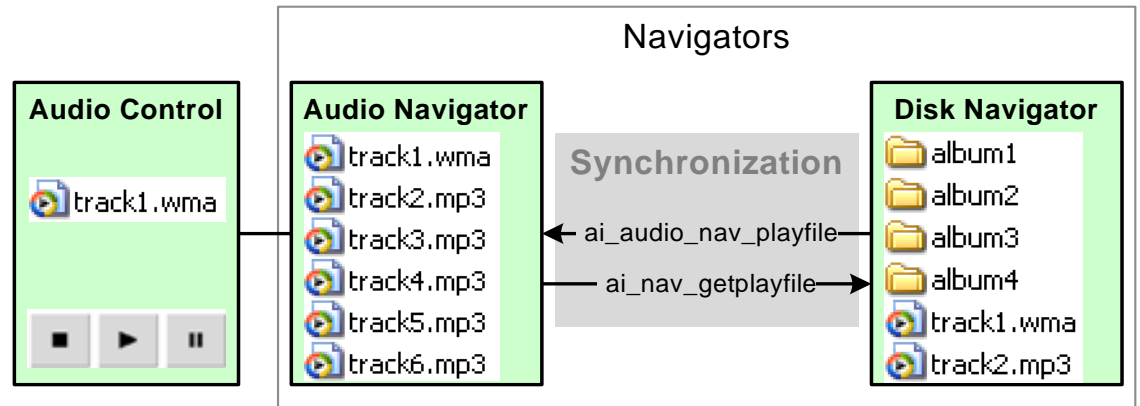 Navigators
Audio Control
track1.wma
Audio Navigator
track1.wma
track2.mp3
track3.mp3
track4.mp3
track5.mp3
track6.mp3
Synchronization
ai_audio_nav_playfile
ai_nav_getplayfile
Disk Navigator
album1
album2
album3
album4
track1.wma
track2.mp3